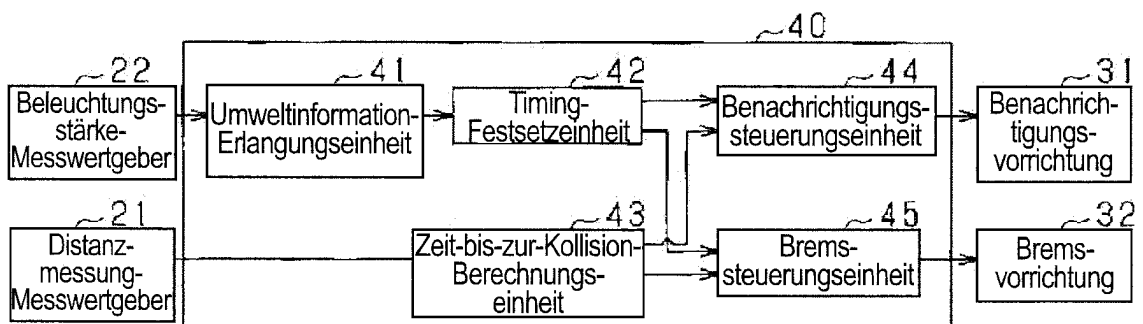 40
22
Beleuchtungs-
stärke-
Messwertgeber
41
Umweltinformation-
Erlangungseinheit
42
Timing-
Festsetzeinheit
44
Benachrichtigungs-
steuerungseinheit
31
Benachrich-
tigungs-
vorrichtung
21
Distanz-
messung-
Messwertgeber
43
Zeit-bis-zur-Kollision-
Berechnungs-
einheit
45
Brems-
steuerungseinheit
32
Brems-
vorrichtung